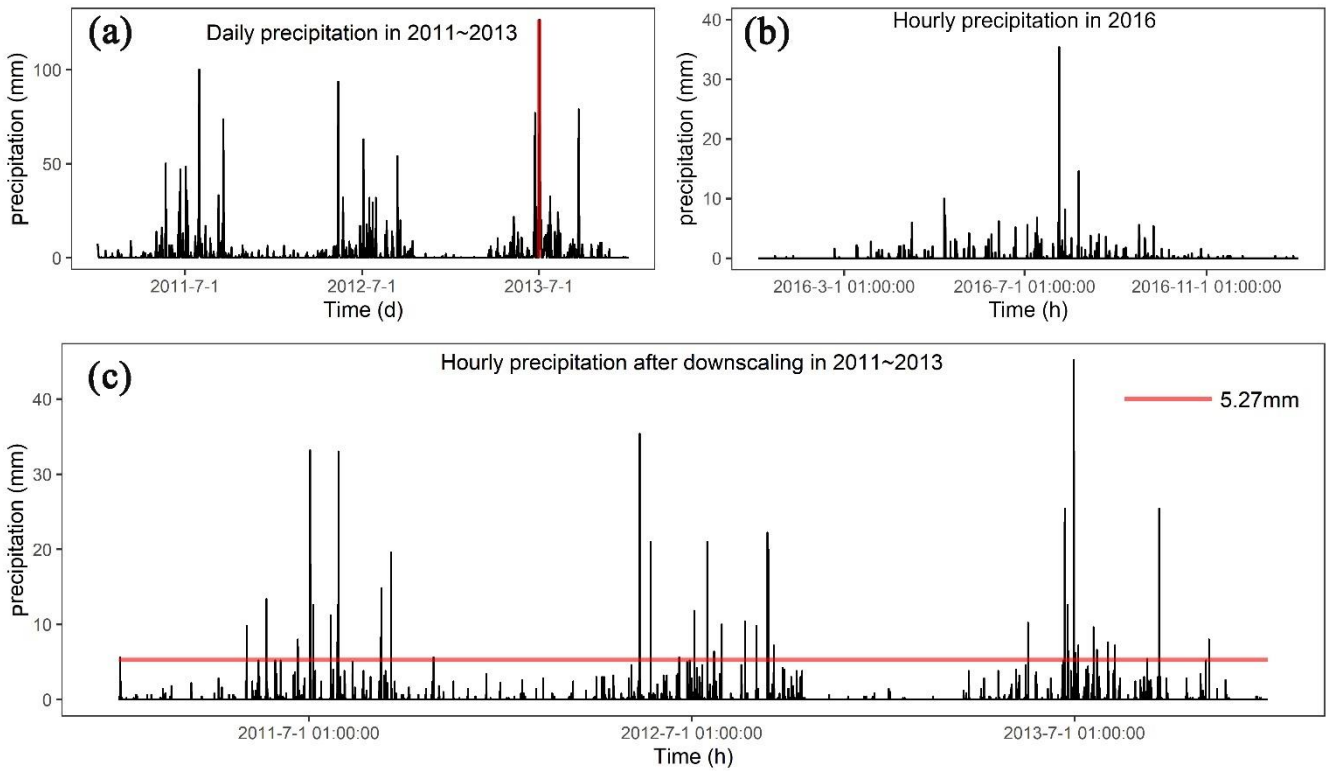 (a)
Daily precipitation in 2011~2013
precipitation (mm)
100
50
0
2011-7-1
2012-7-1
2013-7-1
Time (d)
(b)
Hourly precipitation in 2016
precipitation (mm)
40
30
20
10
0
2016-3-1 01:00:00
2016-7-1 01:00:00
2016-11-1 01:00:00
Time (h)
(c)
Hourly precipitation after downscaling in 2011~2013
5.27mm
precipitation (mm)
40
30
20
10
0
2011-7-1 01:00:00
2012-7-1 01:00:00
2013-7-1 01:00:00
Time (h)